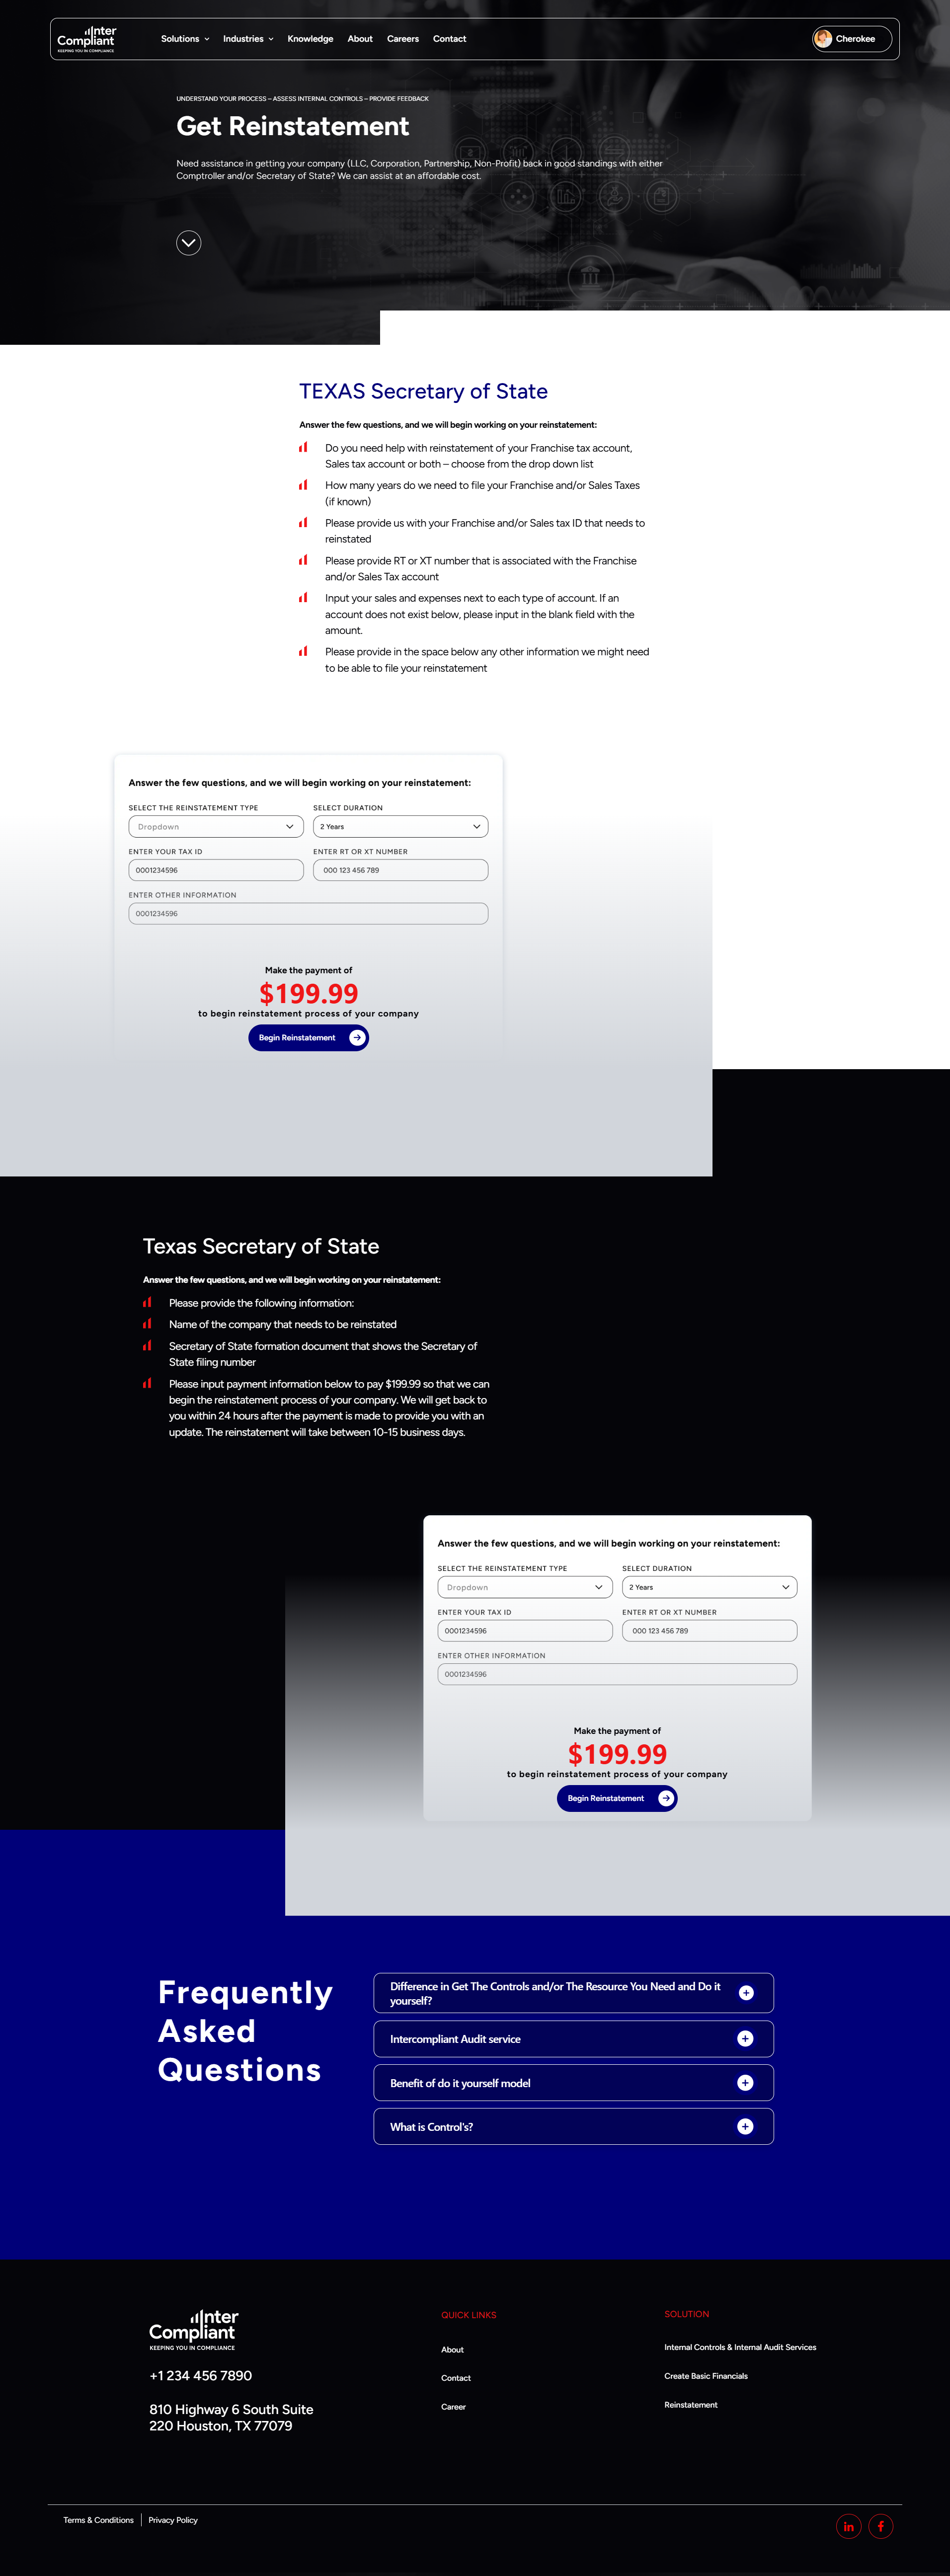 Inter
Compliant
KEEPING YOU IN COMPLIANCE
Solutions
Industries
Knowledge
About
Careers
Contact
Cherokee
UNDERSTAND YOUR PROCESS – ASSESS INTERNAL CONTROLS – PROVIDE FEEDBACK
Get Reinstatement
Need assistance in getting your company (LLC, Corporation, Partnership, Non-Profit) back in good standings with either
Comptroller and/or Secretary of State? We can assist at an affordable cost.
TEXAS Secretary of State
Answer the few questions, and we will begin working on your reinstatement:
Do you need help with reinstatement of your Franchise tax account,
Sales tax account or both – choose from the drop down list
How many years do we need to file your Franchise and/or Sales Taxes
(if known)
Please provide us with your Franchise and/or Sales tax ID that needs to
reinstated
Please provide RT or XT number that is associated with the Franchise
and/or Sales Tax account
Input your sales and expenses next to each type of account. If an
account does not exist below, please input in the blank field with the
amount.
Please provide in the space below any other information we might need
to be able to file your reinstatement
Answer the few questions, and we will begin working on your reinstatement:
SELECT THE REINSTATEMENT TYPE
SELECT DURATION
Dropdown
2 Years
ENTER YOUR TAX ID
ENTER RT OR XT NUMBER
0001234596
000 123 456 789
ENTER OTHER INFORMATION
0001234596
Make the payment of
$199.99
to begin reinstatement process of your company
Begin Reinstatement
Texas Secretary of State
Answer the few questions, and we will begin working on your reinstatement:
Please provide the following information:
Name of the company that needs to be reinstated
Secretary of State formation document that shows the Secretary of
State filing number
Please input payment information below to pay $199.99 so that we can
begin the reinstatement process of your company. We will get back to
you within 24 hours after the payment is made to provide you with an
update. The reinstatement will take between 10-15 business days.
Answer the few questions, and we will begin working on your reinstatement:
SELECT THE REINSTATEMENT TYPE
SELECT DURATION
Dropdown
2 Years
ENTER YOUR TAX ID
ENTER RT OR XT NUMBER
0001234596
000 123 456 789
ENTER OTHER INFORMATION
0001234596
Make the payment of
$199.99
to begin reinstatement process of your company
Begin Reinstatement
Frequently
Asked
Questions
Difference in Get The Controls and/or The Resource You Need and Do it
yourself?
Intercompliant Audit service
Benefit of do it yourself model
What is Control's?
Inter
Compliant
KEEPING YOU IN COMPLIANCE
+1 234 456 7890
810 Highway 6 South Suite
220 Houston, TX 77079
QUICK LINKS
About
Contact
Career
SOLUTION
Internal Controls & Internal Audit Services
Create Basic Financials
Reinstatement
Terms & Conditions
Privacy Policy
in
f